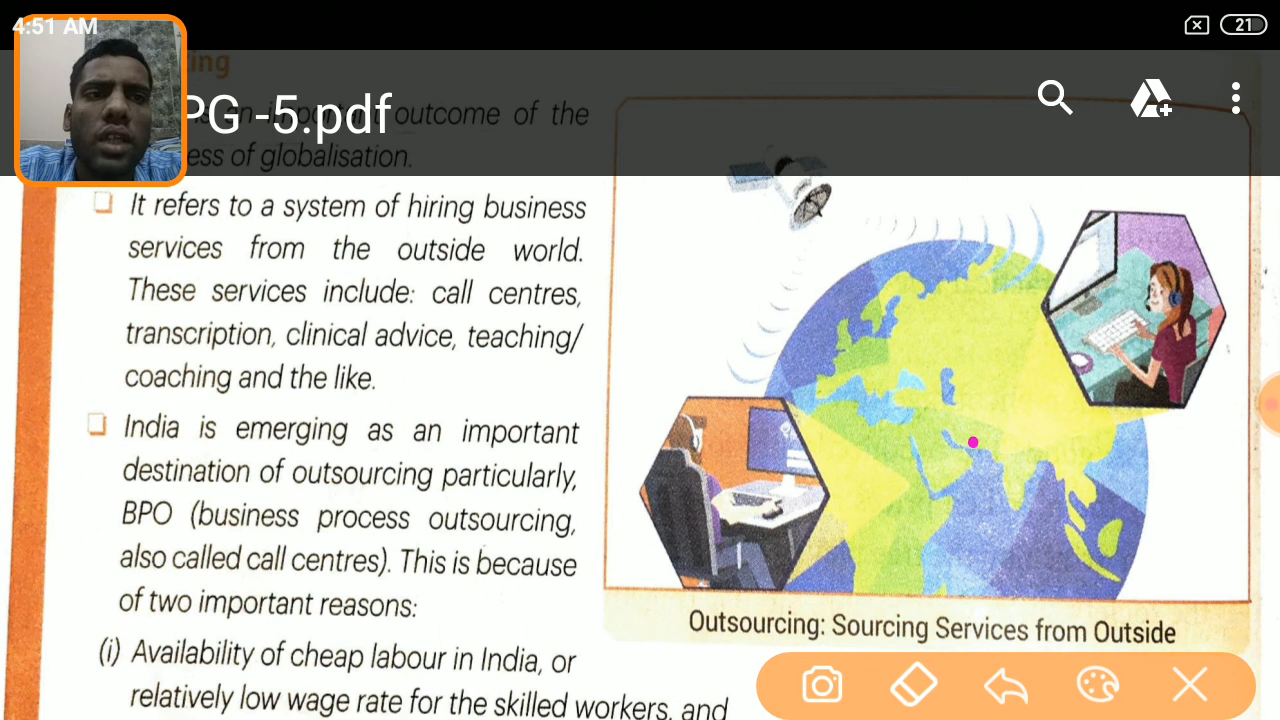 4:51 AM
21
ing
PG -5.pdf
an important outcome of the
ess of globalisation.
It refers to a system of hiring business
services from the outside world.
These services include: call centres,
transcription, clinical advice, teaching/
coaching and the like.
India is emerging as an important
destination of outsourcing particularly,
BPO (business process outsourcing,
also called call centres). This is because
of two important reasons:
(i) Availability of cheap labour in India, or
relatively low wage rate for the skilled workers, and
Outsourcing: Sourcing Services from Outside